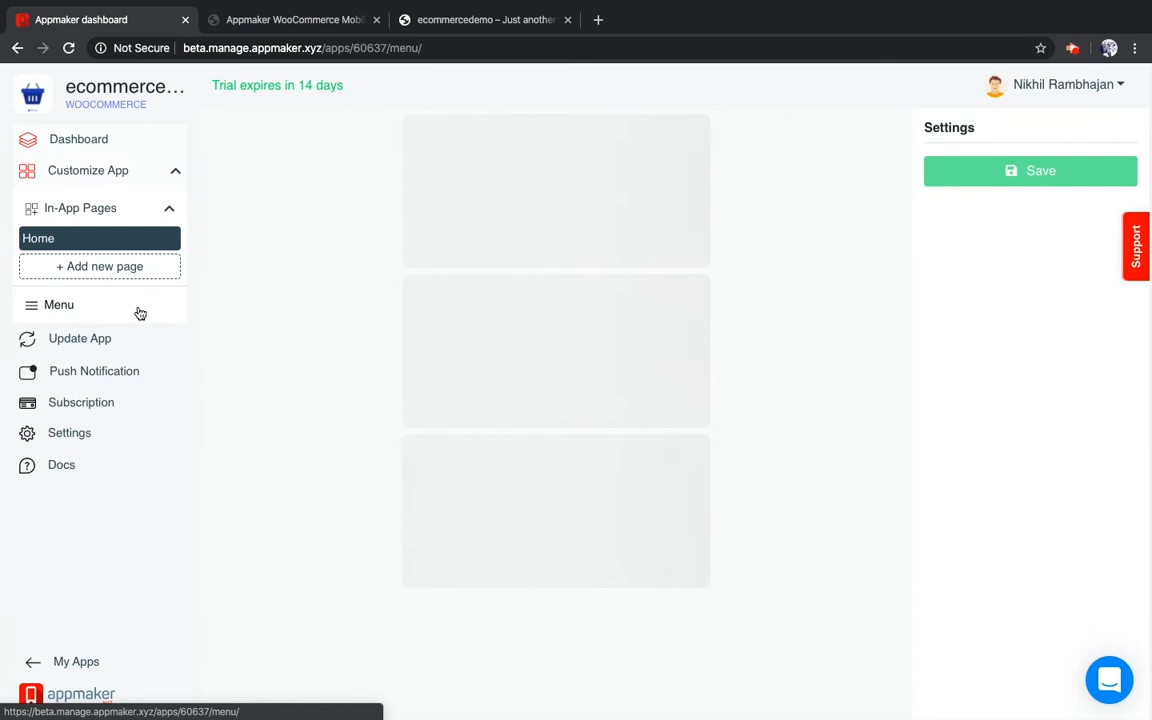 Appmaker dashboard
Appmaker WooCommerce Mobil
ecommercedemo – Just another
Not Secure
beta.manage.appmaker.xyz/apps/60637/menu/
ecommerce...
WOOCOMMERCE
Trial expires in 14 days
Nikhil Rambhajan
Dashboard
Customize App
In-App Pages
Home
+ Add new page
Menu
Update App
Push Notification
Subscription
Settings
Docs
My Apps
appmaker
https://beta.manage.appmaker.xyz/apps/60637/menu/
Settings
Save
Support